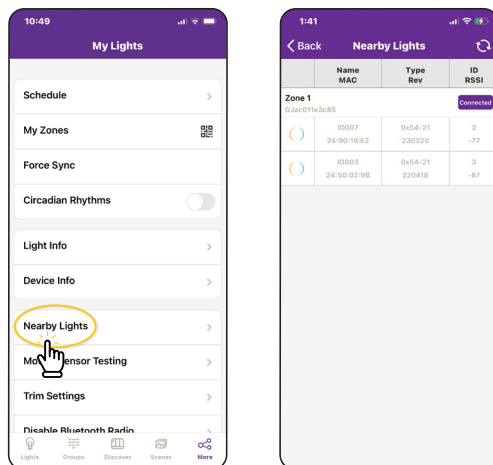 10:49
My Lights
Schedule
My Zones
Force Sync
Circadian Rhythms
Light Info
Device Info
Nearby Lights
Mo ensor Testing
Trim Settings
Disable Bluetooth Radio
Lights Groups Discover Scenes More
1:41
Back Nearby Lights
Name Type ID
MAC Rev RSSI
Zone 1
GJac011e3c85
Connected
ID007 0x54-21 2
24:90:19:E2 230320 -77
ID003 0x54-21 3
24:50:02:9B 220418 -87